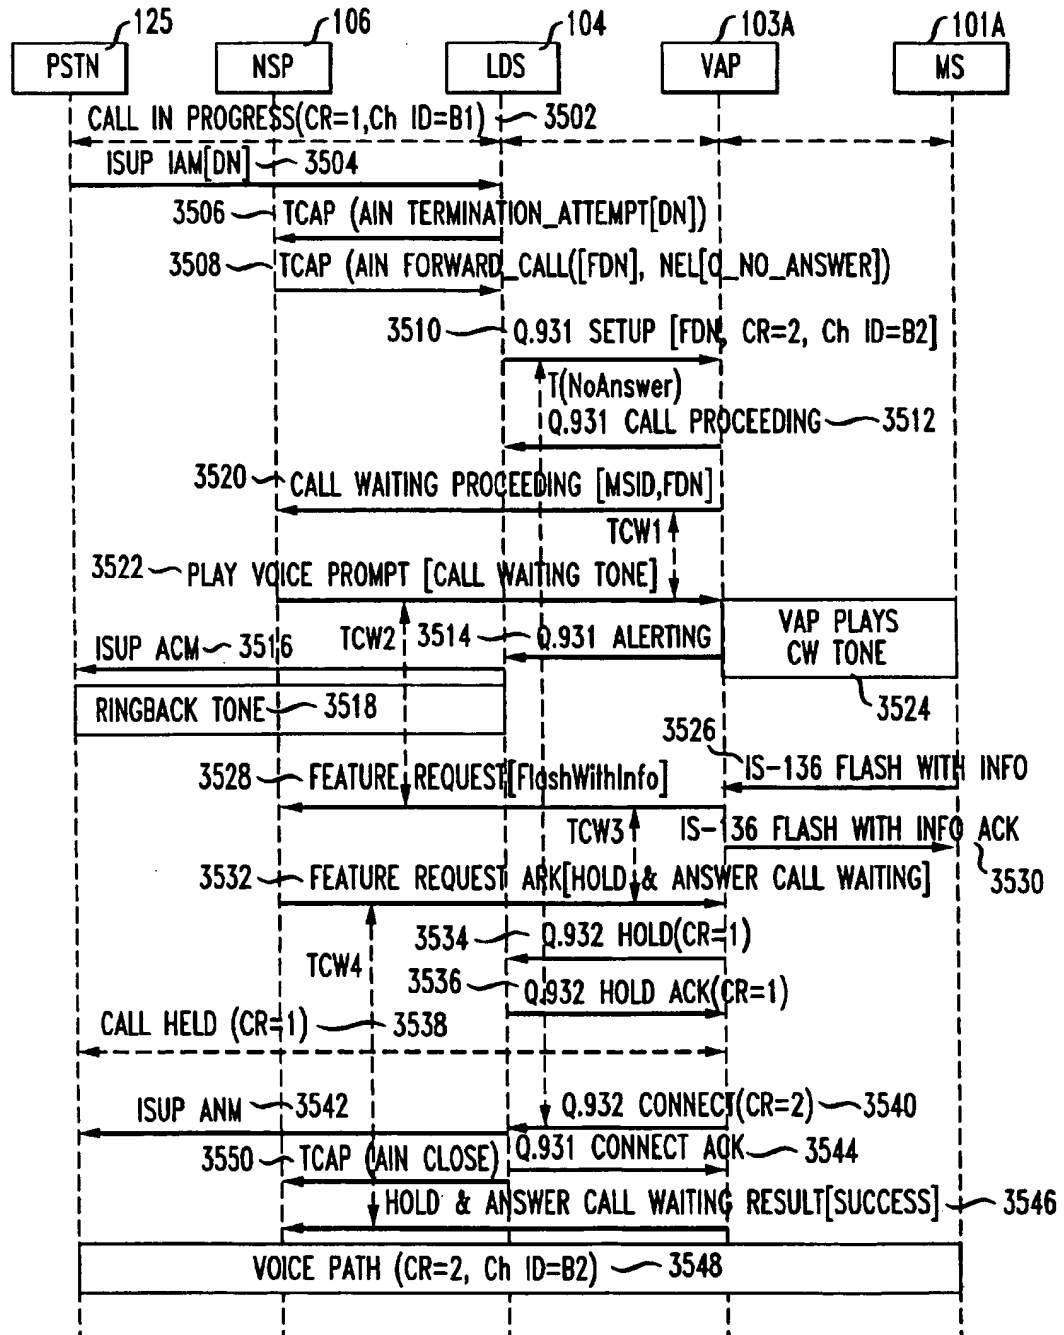 125 106 104 103A 101A
PSTN NSP LDS VAP MS
CALL IN PROGRESS(CR=1,Ch ID=B1) 3502
ISUP IAM[DN] 3504
3506 TCAP (AIN TERMINATION_ATTEMPT[DN])
3508 TCAP (AIN FORWARD_CALL([FDN], NEL[O_NO_ANSWER])
3510 Q.931 SETUP [FDN, CR=2, Ch ID=B2]
T(NoAnswer)
Q.931 CALL PROCEEDING 3512
3520 CALL WAITING PROCEEDING [MSID,FDN]
TCW1
3522 PLAY VOICE PROMPT [CALL WAITING TONE]
VAP PLAYS
CW TONE
3524
TCW2 3514 Q.931 ALERTING
ISUP ACM 3516
RINGBACK TONE 3518
3526
IS-136 FLASH WITH INFO
3528 FEATURE REQUEST[FlashWithInfo]
TCW3 IS-136 FLASH WITH INFO ACK
3530
3532 FEATURE REQUEST ARK[HOLD & ANSWER CALL WAITING]
3534 Q.932 HOLD(CR=1)
TCW4
3536 Q.932 HOLD ACK(CR=1)
CALL HELD (CR=1) 3538
ISUP ANM 3542 Q.932 CONNECT(CR=2) 3540
3550 TCAP (AIN CLOSE) Q.931 CONNECT ACK 3544
HOLD & ANSWER CALL WAITING RESULT[SUCCESS] 3546
VOICE PATH (CR=2, Ch ID=B2) 3548